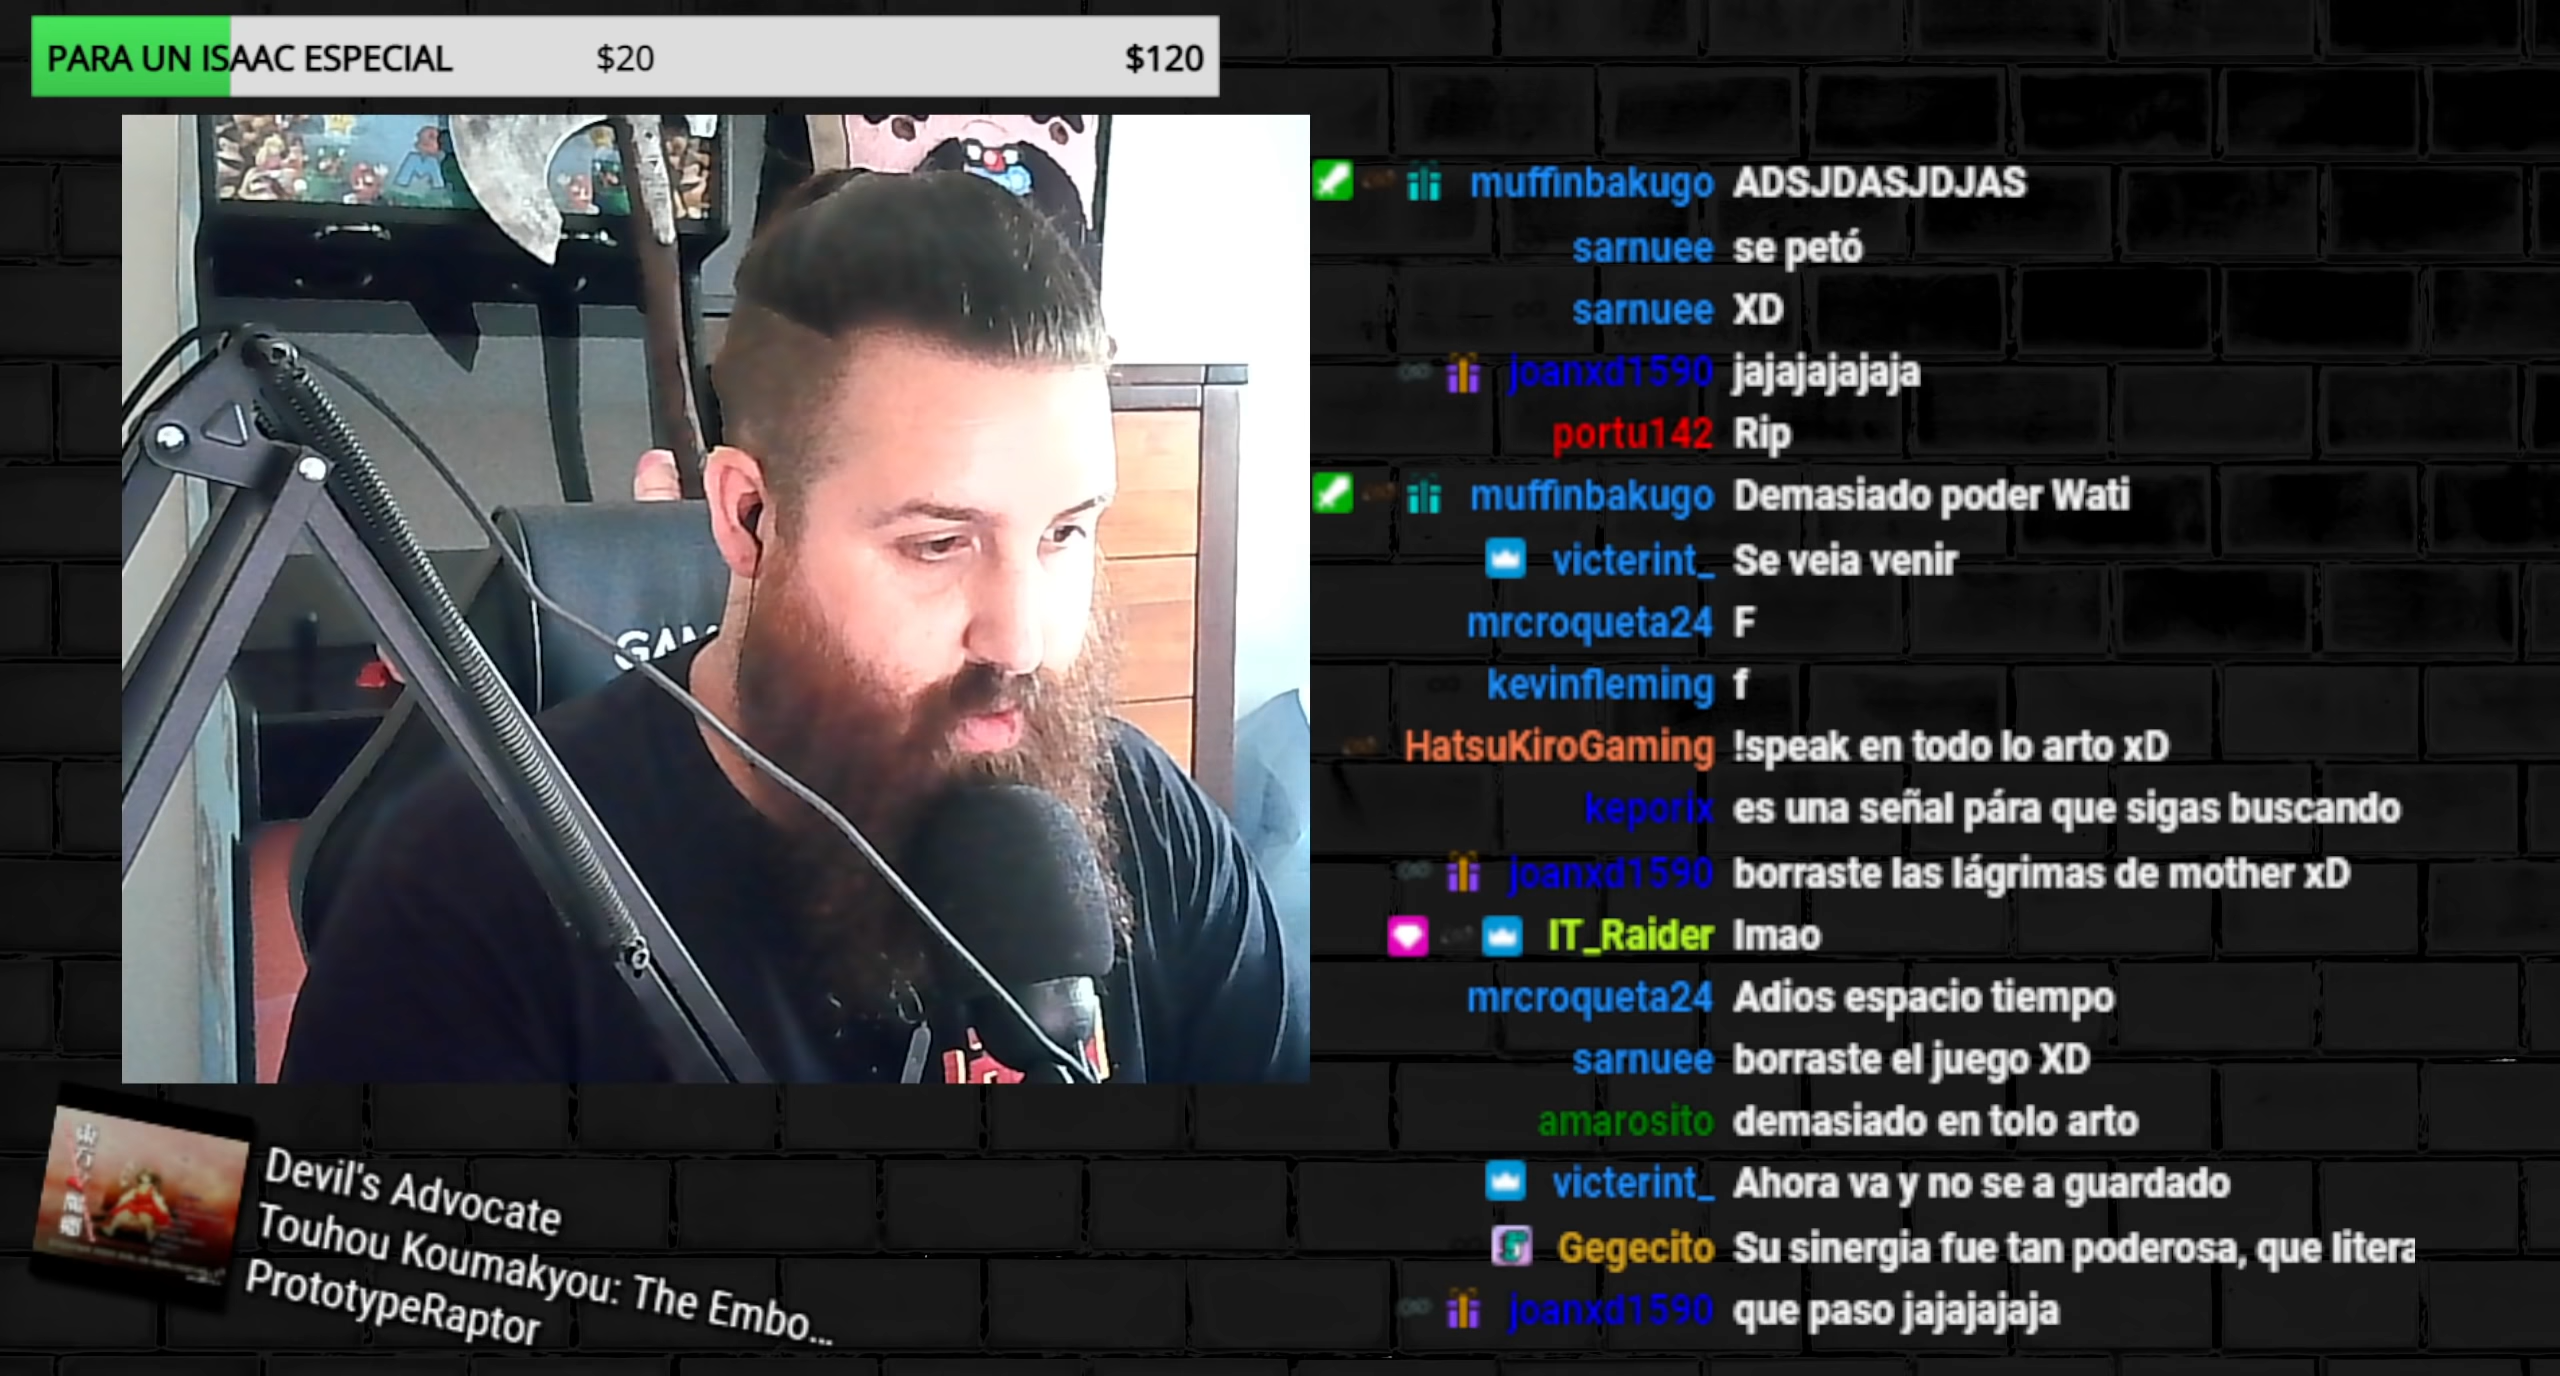 PARA UN ISAAC ESPECIAL $20 $120
GAM
muffinbakugo ADSJDASJDJAS
sarnuee se petó
sarnuee XD
joanxd1590 jajajajajaja
portu142 Rip
muffinbakugo Demasiado poder Wati
victerint_ Se veia venir
mrcroqueta24 F
kevinfleming f
HatsuKiroGaming !speak en todo lo arto xD
keporix es una señal pára que sigas buscando
joanxd1590 borraste las lágrimas de mother xD
IT_Raider lmao
mrcroqueta24 Adios espacio tiempo
sarnuee borraste el juego XD
amarosito demasiado en tolo arto
victerint_ Ahora va y no se a guardado
Gegecito Su sinergia fue tan poderosa, que litera
joanxd1590 que paso jajajajaja
Devil's Advocate
Touhou Koumakyou: The Embo...
PrototypeRaptor